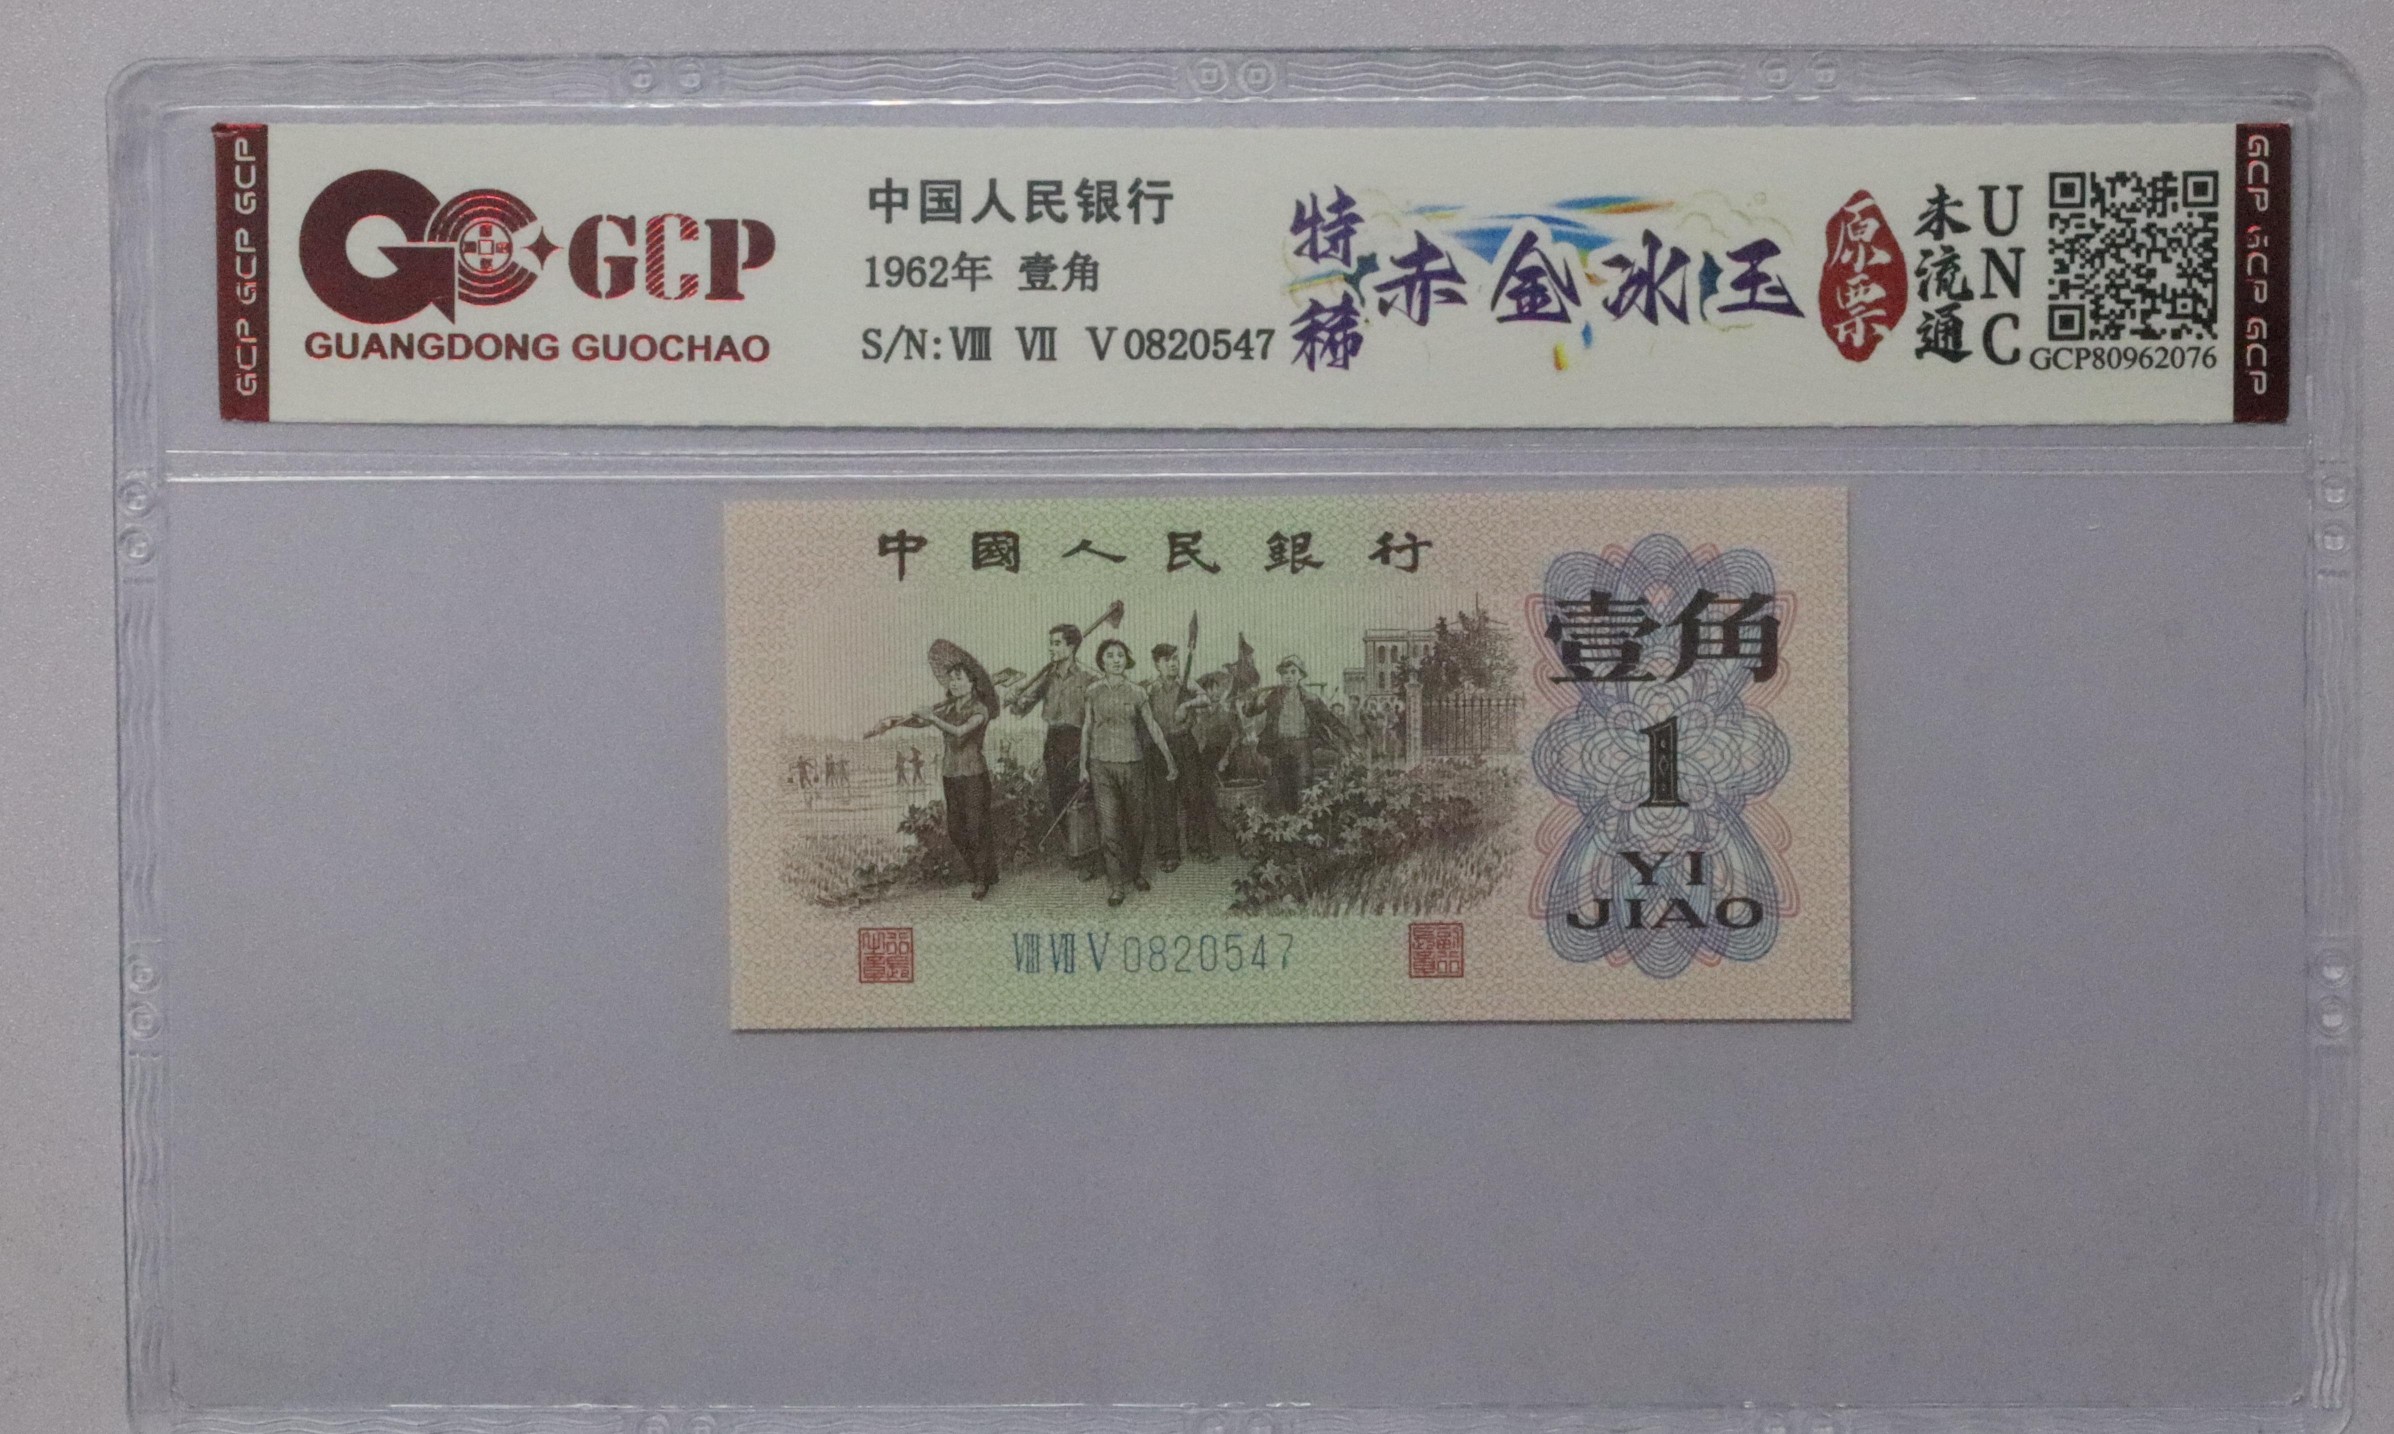 GCP GCP GCP
GCP
GUANGDONG GUOCHAO
中国人民银行
1962年 壹角
S/N: Ⅷ Ⅶ Ⅴ 0820547
特稀
赤金冰玉
原票
未流通
UNC
GCP80962076
GCP GCP GCP
中國人民銀行
壹角
1
YI
JIAO
Ⅷ Ⅶ Ⅴ 0820547